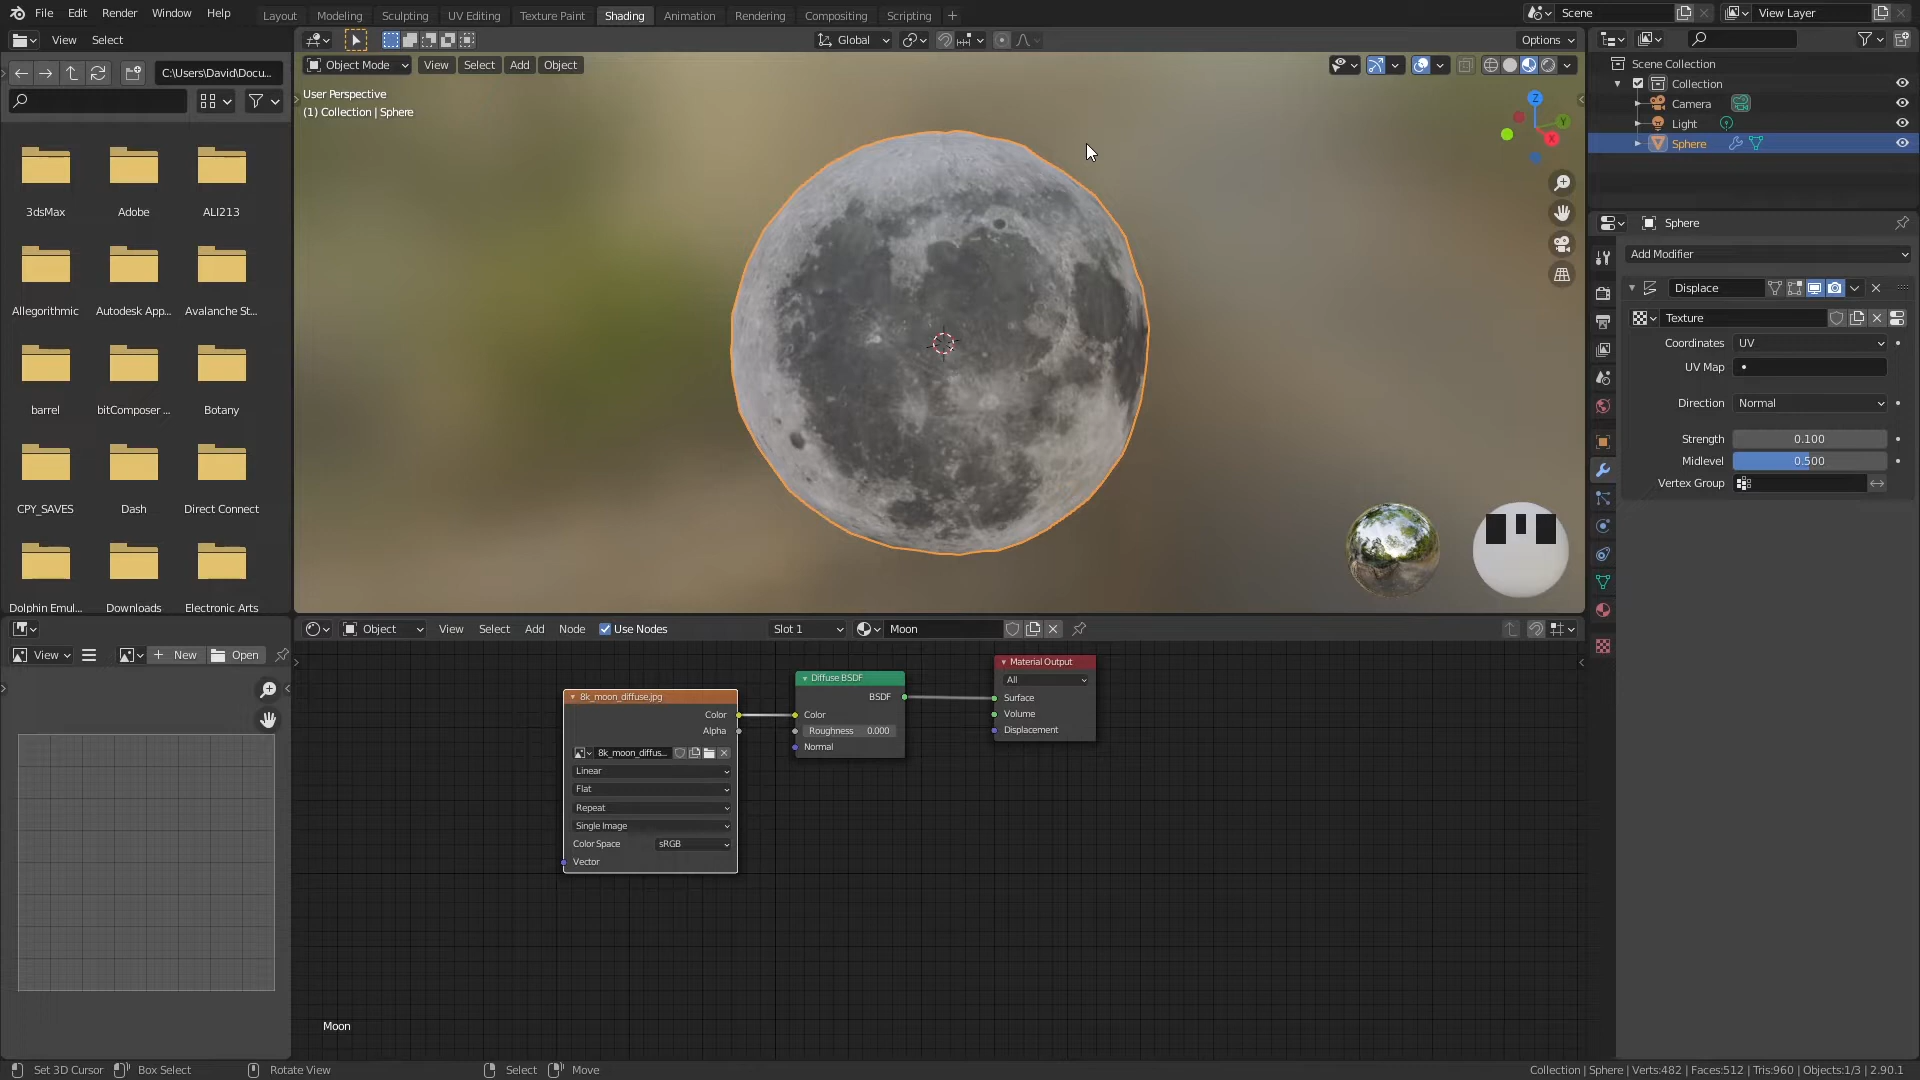 File Edit Render Window Help Layout Modeling Sculpting UV Editing Texture Paint Shading Animation Rendering Compositing Scripting + Scene View Layer
View Select Global Options
C:\Users\David\Docu...
Object Mode View Select Add Object
User Perspective
(1) Collection | Sphere
3dsMax Adobe ALI213
Allegorithmic Autodesk App... Avalanche St...
barrel bitComposer ... Botany
CPY_SAVES Dash Direct Connect
Dolphin Emul... Downloads Electronic Arts
Z
Y
X
Scene Collection
Collection
Camera
Light
Sphere
Sphere
Add Modifier
Displace
Texture
Coordinates UV
UV Map
Direction Normal
Strength 0.100
Midlevel 0.500
Vertex Group
View New Open
Object View Select Add Node Use Nodes Slot 1 Moon
8k_moon_diffuse.jpg
Color
Alpha
8k_moon_diffus...
Linear
Flat
Repeat
Single Image
Color Space sRGB
Vector
Diffuse BSDF
BSDF
Color
Roughness 0.000
Normal
Material Output
All
Surface
Volume
Displacement
Moon
Set 3D Cursor Box Select Rotate View Select Move Collection | Sphere | Verts:482 | Faces:512 | Tris:960 | Objects:1/3 | 2.90.1